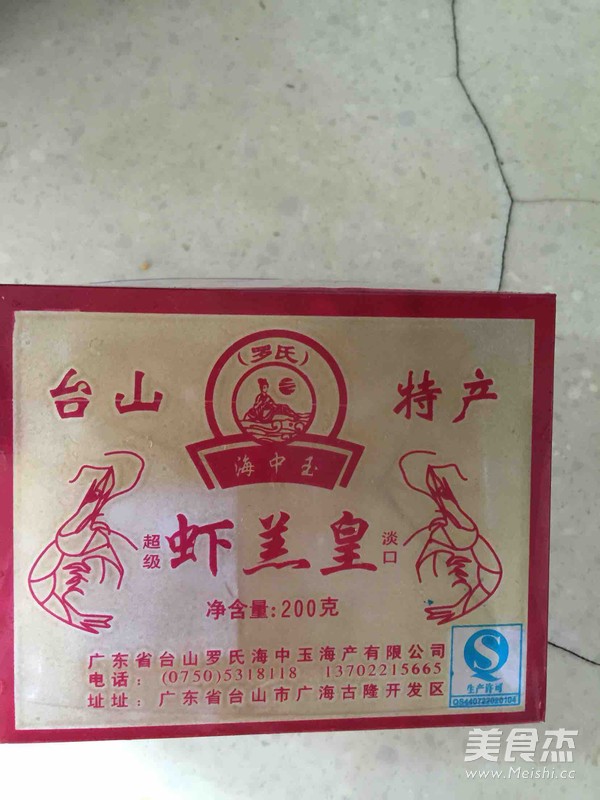 (罗氏)
台山 特产
海中玉
超级 虾羔皇 淡口
净含量:200克
广东省台山罗氏海中玉海产有限公司
电话: (0750)5318118 13702215665
址址: 广东省台山市广海古隆开发区
生产许可
美食杰
www.Meishi.cc